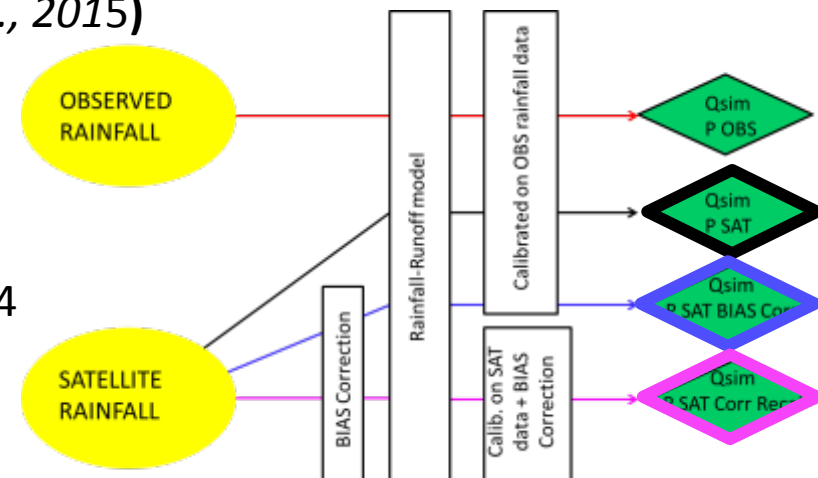 ., 2015)
OBSERVED
RAINFALL
Rainfall-Runoff model
Calibrated on OBS rainfall data
Qsim
P OBS
Qsim
P SAT
4
BIAS Correction
Qsim
P SAT BIAS Cor
SATELLITE
RAINFALL
Calib. on SAT
data + BIAS
Correction
Qsim
P SAT Corr Rec